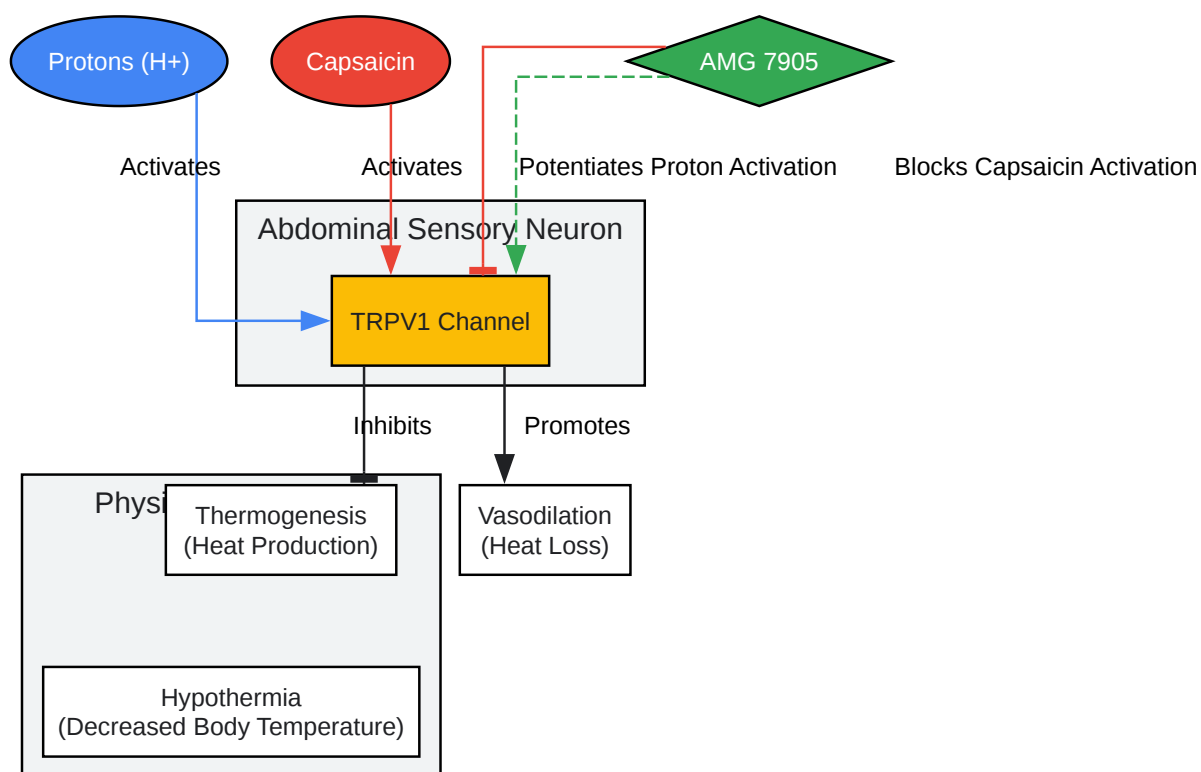 Protons (H+)
Capsaicin
AMG 7905
Activates
Activates
Potentiates Proton Activation
Blocks Capsaicin Activation
Abdominal Sensory Neuron
TRPV1 Channel
Inhibits
Promotes
Physi
Thermogenesis
(Heat Production)
Vasodilation
(Heat Loss)
Hypothermia
(Decreased Body Temperature)